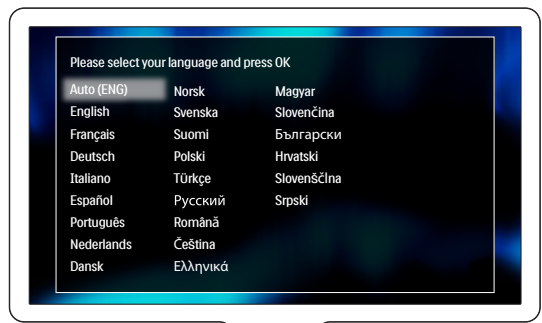 Please select your language and press OK
Auto (ENG)
English
Français
Deutsch
Italiano
Español
Português
Nederlands
Dansk
Norsk
Svenska
Suomi
Polski
Türkçe
Русский
Română
Čeština
Ελληνικά
Magyar
Slovenčina
Български
Hrvatski
SlovenščIna
Srpski